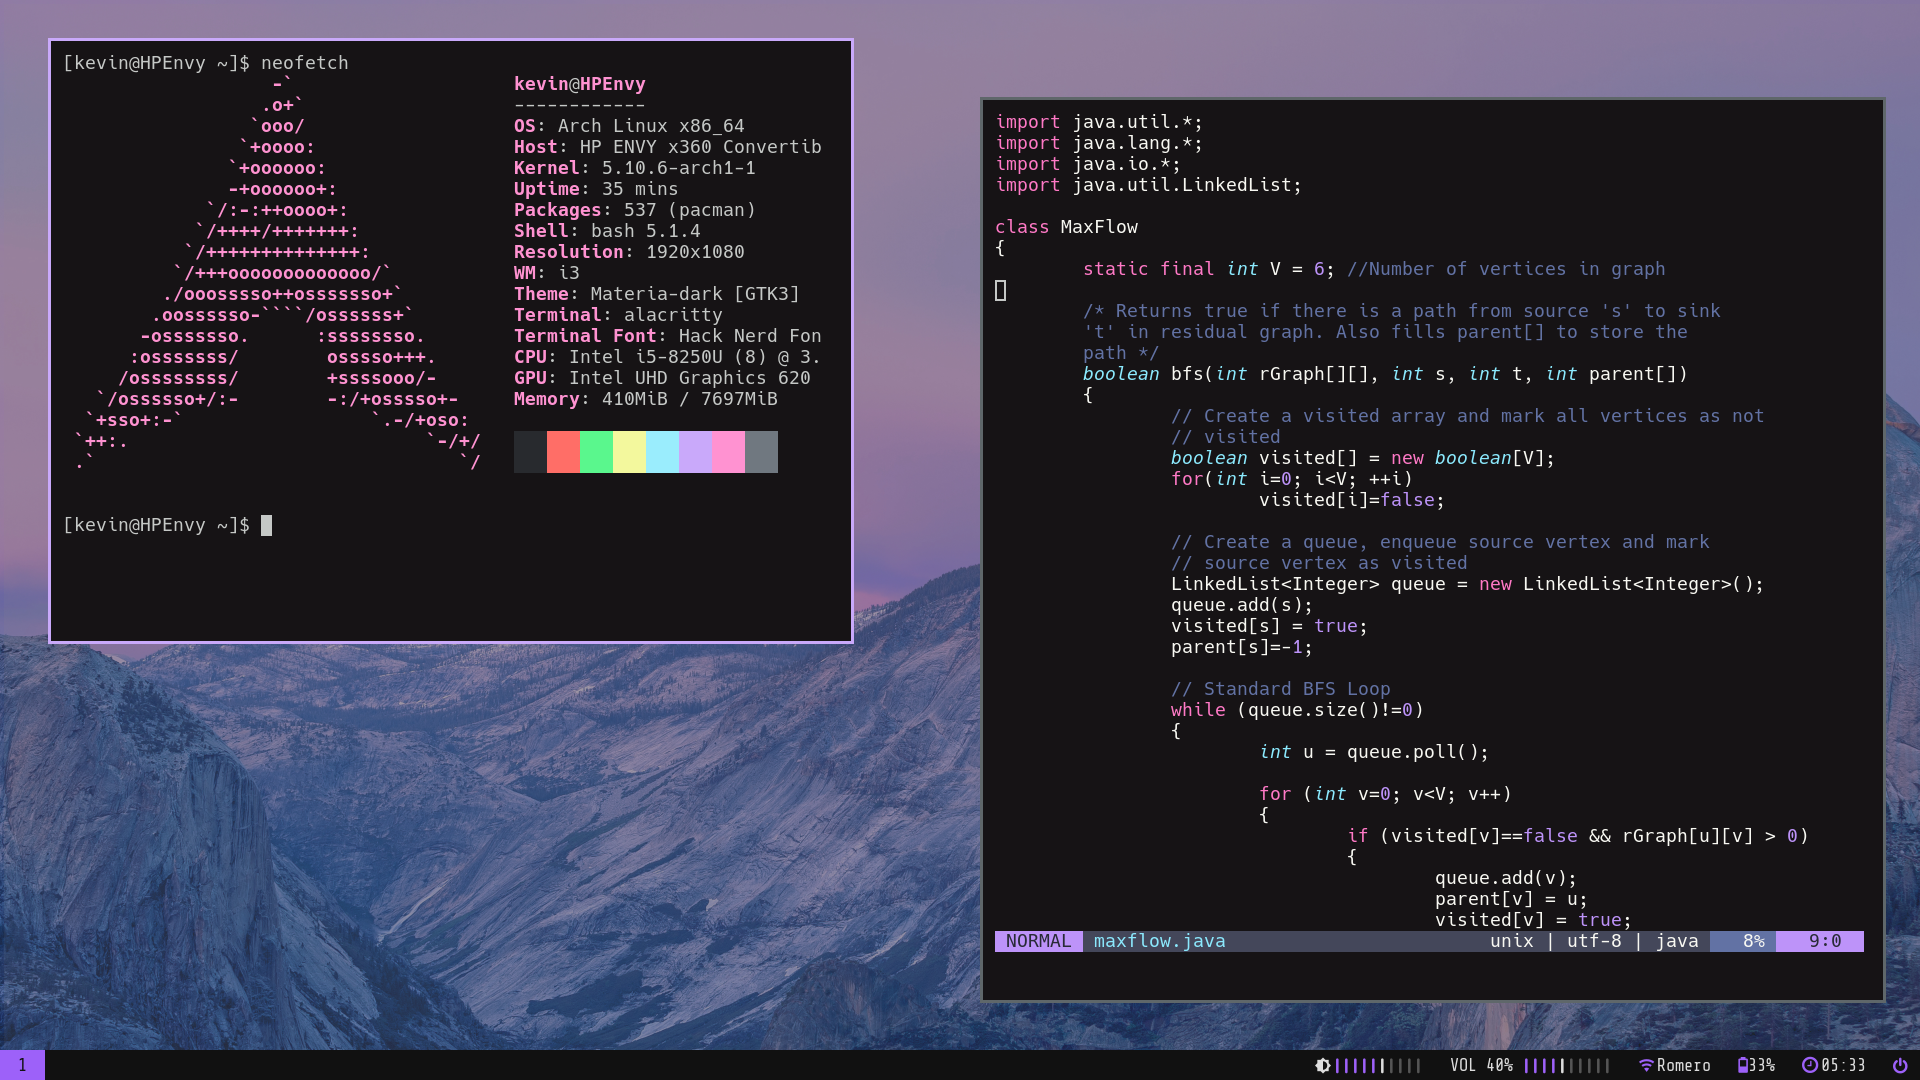 [kevin@HPEnvy ~]$ neofetch
-`
.o+`
`ooo/
`+oooo:
`+oooooo:
-+oooooo+:
`/:-:++oooo+:
`/++++/+++++++:
`/++++++++++++++:
`/+++ooooooooooooo/`
./ooosssso++osssssso+`
.oossssso-````/ossssss+`
-osssssso.      :ssssssso.
:osssssss/        osssso+++.
/ossssssss/        +ssssooo/-
`/ossssso+/:-        -:/+osssso+-
`+sso+:-`                 `.-/+oso:
`++:.                           `-/+/
.`                                 `/
kevin@HPEnvy
------------
OS: Arch Linux x86_64
Host: HP ENVY x360 Convertib
Kernel: 5.10.6-arch1-1
Uptime: 35 mins
Packages: 537 (pacman)
Shell: bash 5.1.4
Resolution: 1920x1080
WM: i3
Theme: Materia-dark [GTK3]
Terminal: alacritty
Terminal Font: Hack Nerd Fon
CPU: Intel i5-8250U (8) @ 3.
GPU: Intel UHD Graphics 620
Memory: 410MiB / 7697MiB
[kevin@HPEnvy ~]$
import java.util.*;
import java.lang.*;
import java.io.*;
import java.util.LinkedList;
class MaxFlow
{
static final int V = 6; //Number of vertices in graph
/* Returns true if there is a path from source 's' to sink
't' in residual graph. Also fills parent[] to store the
path */
boolean bfs(int rGraph[][], int s, int t, int parent[])
{
// Create a visited array and mark all vertices as not
// visited
boolean visited[] = new boolean[V];
for(int i=0; i<V; ++i)
visited[i]=false;
// Create a queue, enqueue source vertex and mark
// source vertex as visited
LinkedList<Integer> queue = new LinkedList<Integer>();
queue.add(s);
visited[s] = true;
parent[s]=-1;
// Standard BFS Loop
while (queue.size()!=0)
{
int u = queue.poll();
for (int v=0; v<V; v++)
{
if (visited[v]==false && rGraph[u][v] > 0)
{
queue.add(v);
parent[v] = u;
visited[v] = true;
NORMAL maxflow.java unix | utf-8 | java 8% 9:0
1 VOL 40% Romero 33% 05:33